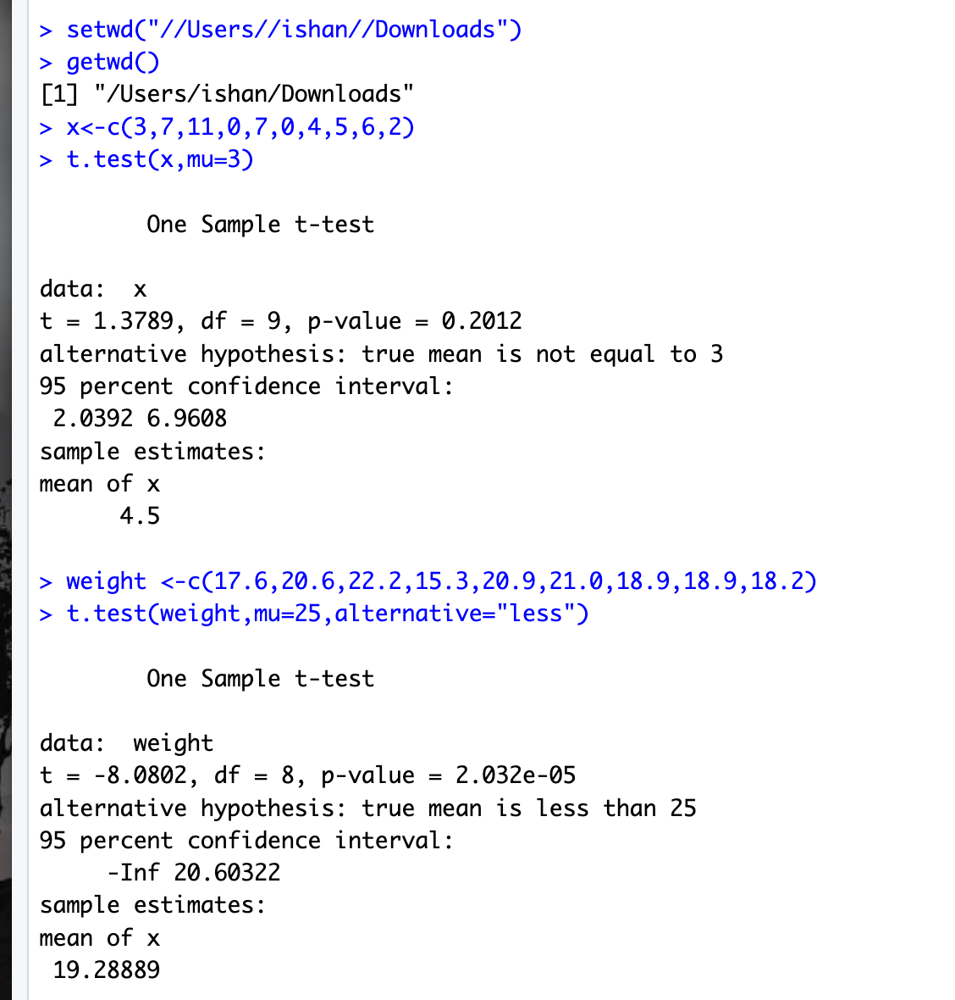 > setwd("//Users//ishan//Downloads")
> getwd()
[1] "/Users/ishan/Downloads"
> x<-c(3,7,11,0,7,0,4,5,6,2)
> t.test(x,mu=3)
One Sample t-test
data:  x
t = 1.3789, df = 9, p-value = 0.2012
alternative hypothesis: true mean is not equal to 3
95 percent confidence interval:
2.0392 6.9608
sample estimates:
mean of x
4.5
> weight <-c(17.6,20.6,22.2,15.3,20.9,21.0,18.9,18.9,18.2)
> t.test(weight,mu=25,alternative="less")
One Sample t-test
data:  weight
t = -8.0802, df = 8, p-value = 2.032e-05
alternative hypothesis: true mean is less than 25
95 percent confidence interval:
-Inf 20.60322
sample estimates:
mean of x
19.28889